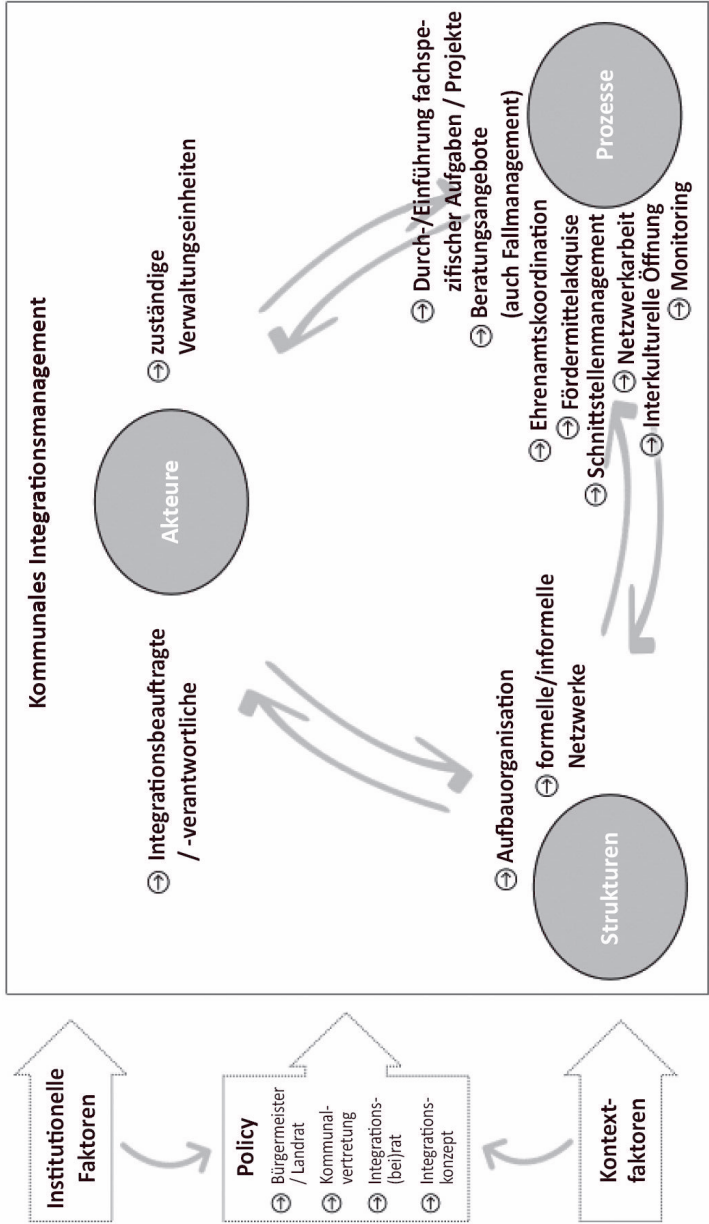 Kommunales Integrationsmanagement
Institutionelle
Faktoren
Policy
Bürgermeister
/ Landrat
Kommunal-
vertretung
Integrations-
(bei)rat
Integrations-
konzept
Kontext-
faktoren
Integrationsbeauftragte
/ -verantwortliche
Akteure
zuständige
Verwaltungseinheiten
Aufbauorganisation
formelle/informelle
Netzwerke
Strukturen
Durch-/Einführung fachspe-
zifischer Aufgaben / Projekte
Beratungsangebote
(auch Fallmanagement)
Ehrenamtskoordination
Fördermittelakquise
Schnittstellenmanagement
Netzwerkarbeit
Interkulturelle Öffnung
Monitoring
Prozesse